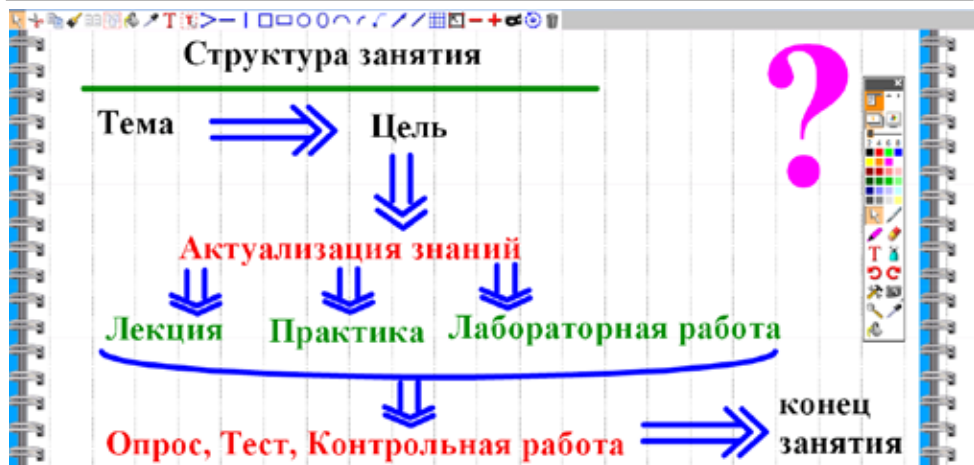 Структура занятия
Тема
Цель
Актуализация знаний
Лекция
Практика
Лабораторная работа
Опрос, Тест, Контрольная работа
конец
занятия
?